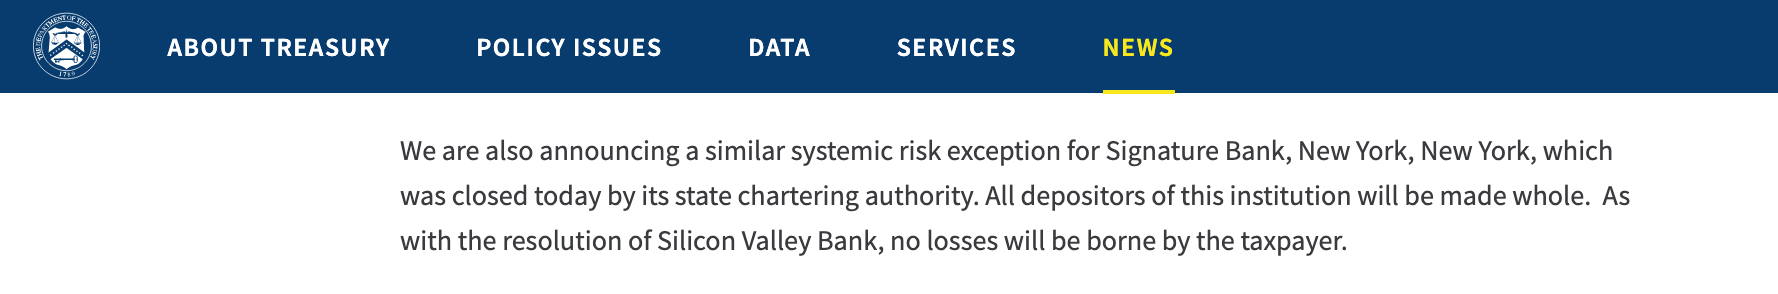 THE DEPARTMENT OF THE TREASURY
1789
ABOUT TREASURY
POLICY ISSUES
DATA
SERVICES
NEWS
We are also announcing a similar systemic risk exception for Signature Bank, New York, New York, which
was closed today by its state chartering authority. All depositors of this institution will be made whole.  As
with the resolution of Silicon Valley Bank, no losses will be borne by the taxpayer.